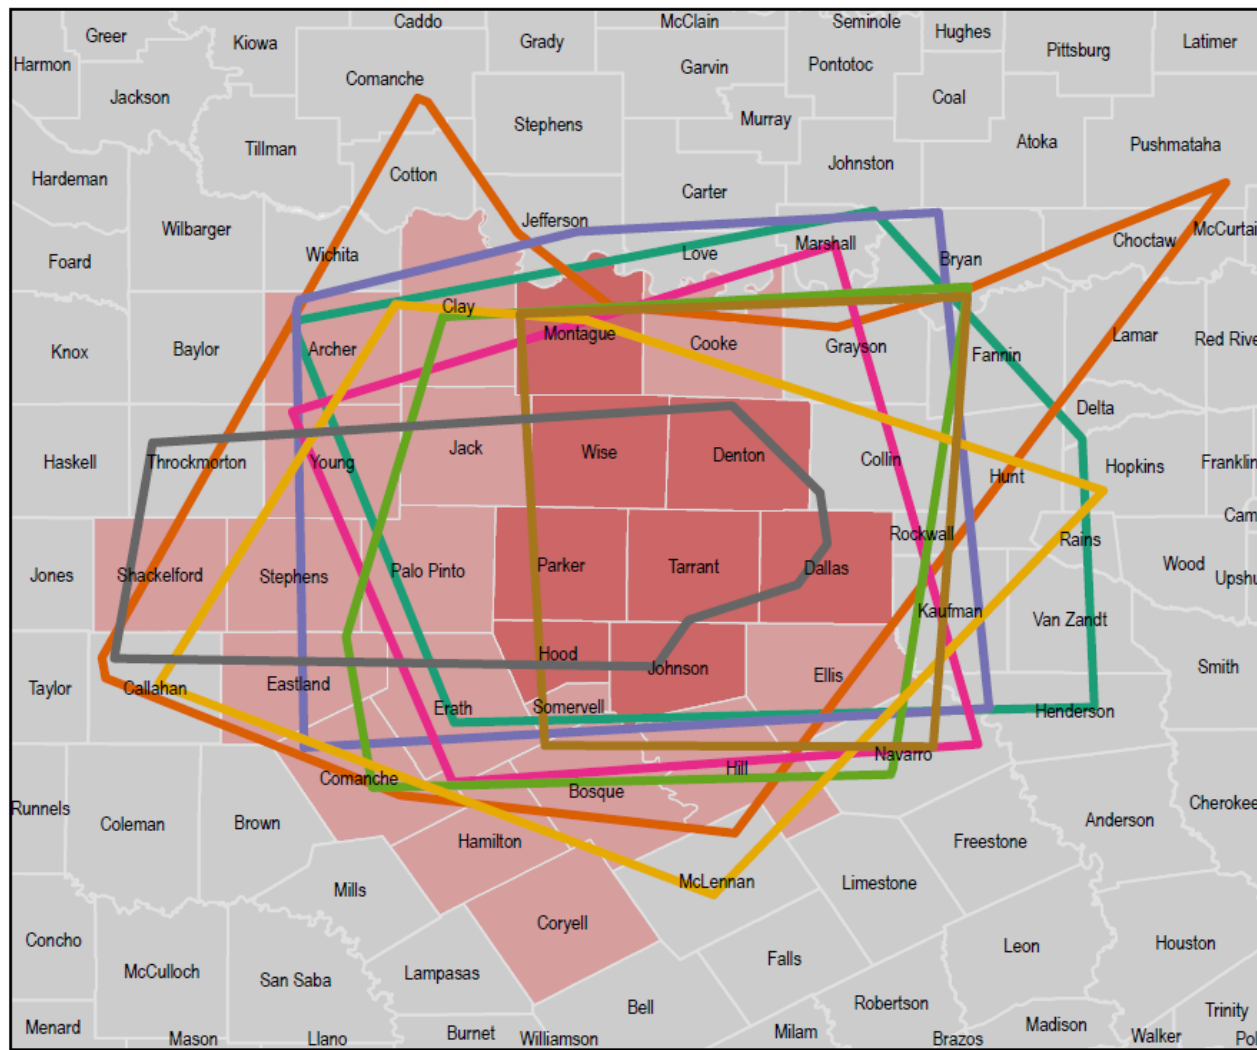 Caddo
McClain
Seminole
Greer
Kiowa
Grady
Hughes
Pittsburg
Latimer
Harmon
Comanche
Garvin
Pontotoc
Jackson
Coal
Stephens
Murray
Tillman
Atoka
Pushmataha
Johnston
Hardeman
Cotton
Carter
Jefferson
Wilbarger
McCurtai
Choctaw
Marshall
Wichita
Love
Bryan
Foard
Clay
Montague
Lamar
Red Rive
Knox
Baylor
Archer
Cooke
Grayson
Fannin
Delta
Jack
Wise
Denton
Collin
Haskell
Throckmorton
Young
Hunt
Hopkins
Franklin
Cam
Rockwall
Rains
Wood
Jones
Shackelford
Stephens
Palo Pinto
Parker
Tarrant
Dallas
Upshu
Kaufman
Van Zandt
Hood
Johnson
Ellis
Smith
Taylor
Callahan
Eastland
Erath
Somervell
Henderson
Navarro
Comanche
Hill
Bosque
Runnels
Cherokee
Coleman
Brown
Anderson
Hamilton
Freestone
Mills
McLennan
Limestone
Coryell
Concho
Leon
Houston
McCulloch
San Saba
Lampasas
Falls
Bell
Robertson
Trinity
Menard
Mason
Llano
Burnet
Williamson
Milam
Brazos
Madison
Walker
Pol